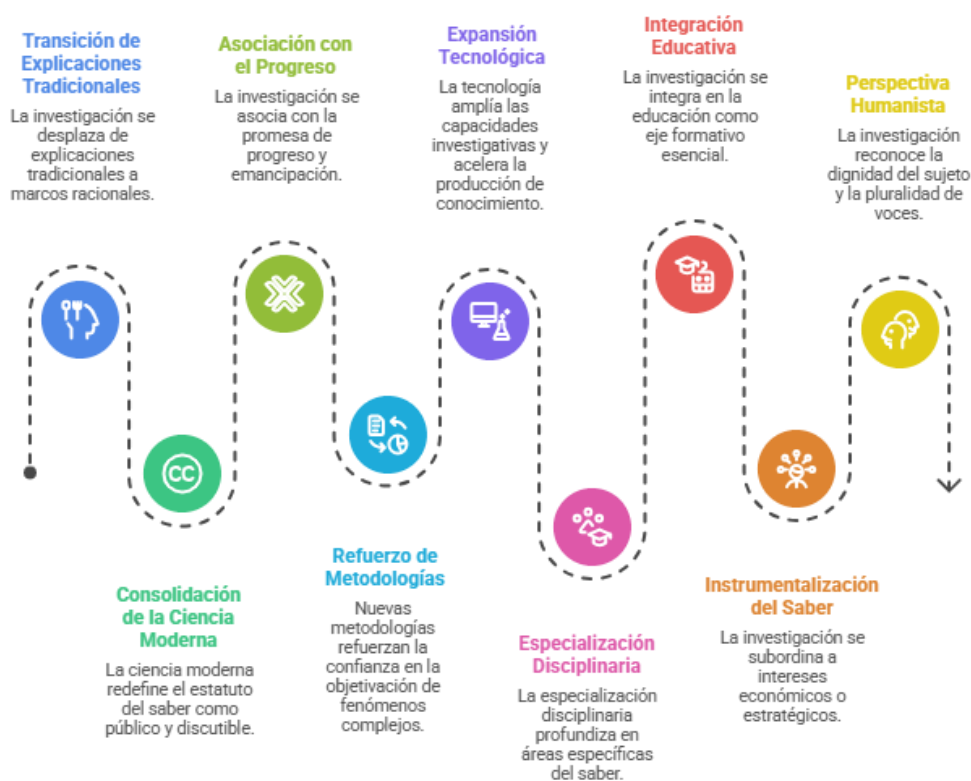 Transición de
Explicaciones
Tradicionales
La investigación se
desplaza de
explicaciones
tradicionales a
marcos racionales.
Consolidación
de la Ciencia
Moderna
La ciencia moderna
redefine el estatuto
del saber como
público y discutible.
Asociación con
el Progreso
La investigación se
asocia con la
promesa de
progreso y
emancipación.
Refuerzo de
Metodologías
Nuevas
metodologías
refuerzan la
confianza en la
objetivación de
fenómenos
complejos.
Expansión
Tecnológica
La tecnología
amplía las
capacidades
investigativas y
acelera la
producción de
conocimiento.
Especialización
Disciplinaria
La especialización
disciplinaria
profundiza en
áreas específicas
del saber.
Integración
Educativa
La investigación se
integra en la
educación como
eje formativo
esencial.
Instrumentalización
del Saber
La investigación se
subordina a
intereses
económicos o
estratégicos.
Perspectiva
Humanista
La investigación
reconoce la
dignidad del sujeto
y la pluralidad de
voces.
CC